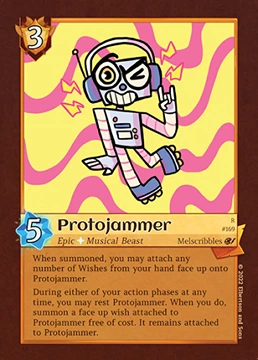 3
5
Protojammer
R
#169
Epic Musical Beast
Melscribbles
When summoned, you may attach any
number of Wishes from your hand face up onto
Protojammer.
During either of your action phases at any
time, you may rest Protojammer. When you do,
summon a face up wish attached to
Protojammer free of cost. It remains attached
to Protojammer.
© 2022 Elbertson and Sons